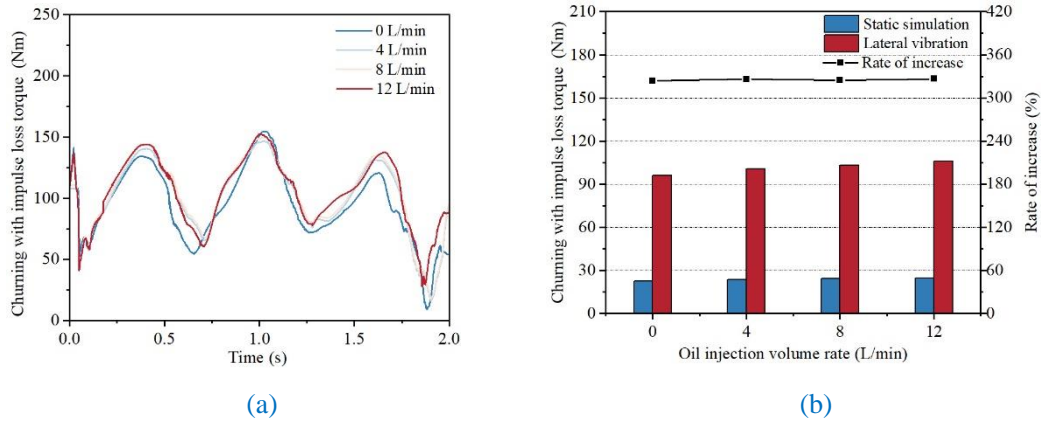 250
200
150
100
50
0
0.0
0.5
1.0
1.5
2.0
Time (s)
Churning with impulse loss torque (Nm)
0 L/min
4 L/min
8 L/min
12 L/min
(a)
210
180
150
120
90
60
30
0
0
4
8
12
Oil injection volume rate (L/min)
Churning with impulse loss torque (Nm)
Static simulation
Lateral vibration
Rate of increase
420
360
300
240
180
120
60
0
Rate of increase (%)
(b)